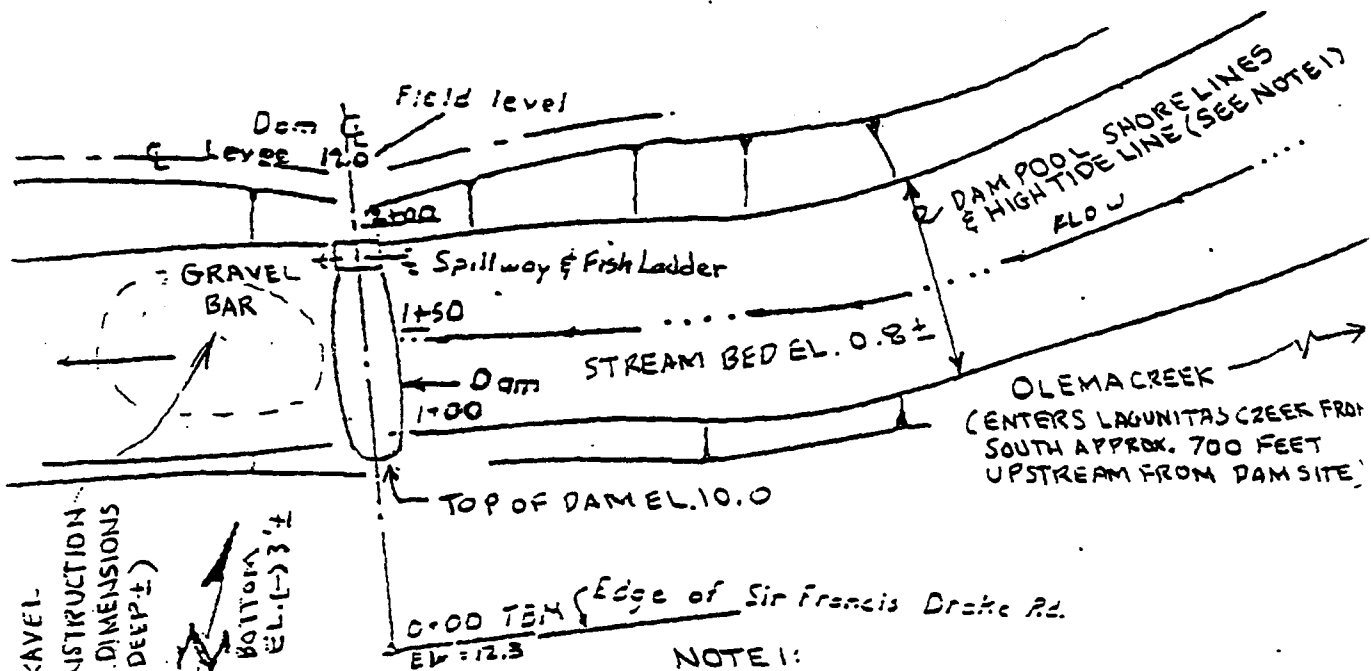 Field level
Dam ℄
℄ Levee 12.0
2+00
Spillway & Fish Ladder
GRAVEL
BAR
1+50
STREAM BED EL. 0.8±
Dam
1+00
TOP OF DAM EL. 10.0
DAM POOL SHORE LINES
& HIGH TIDE LINE (SEE NOTE 1)
FLOW
OLEMA CREEK
(ENTERS LAGUNITAS CREEK FROM
SOUTH APPROX. 700 FEET
UPSTREAM FROM DAM SITE)
NSTRUCTION
DIMENSIONS
DEEP±)
BOTTOM
EL. (-) 3'±
0+00 TBM
EL = 12.3
Edge of Sir Francis Drake Rd.
NOTE 1: